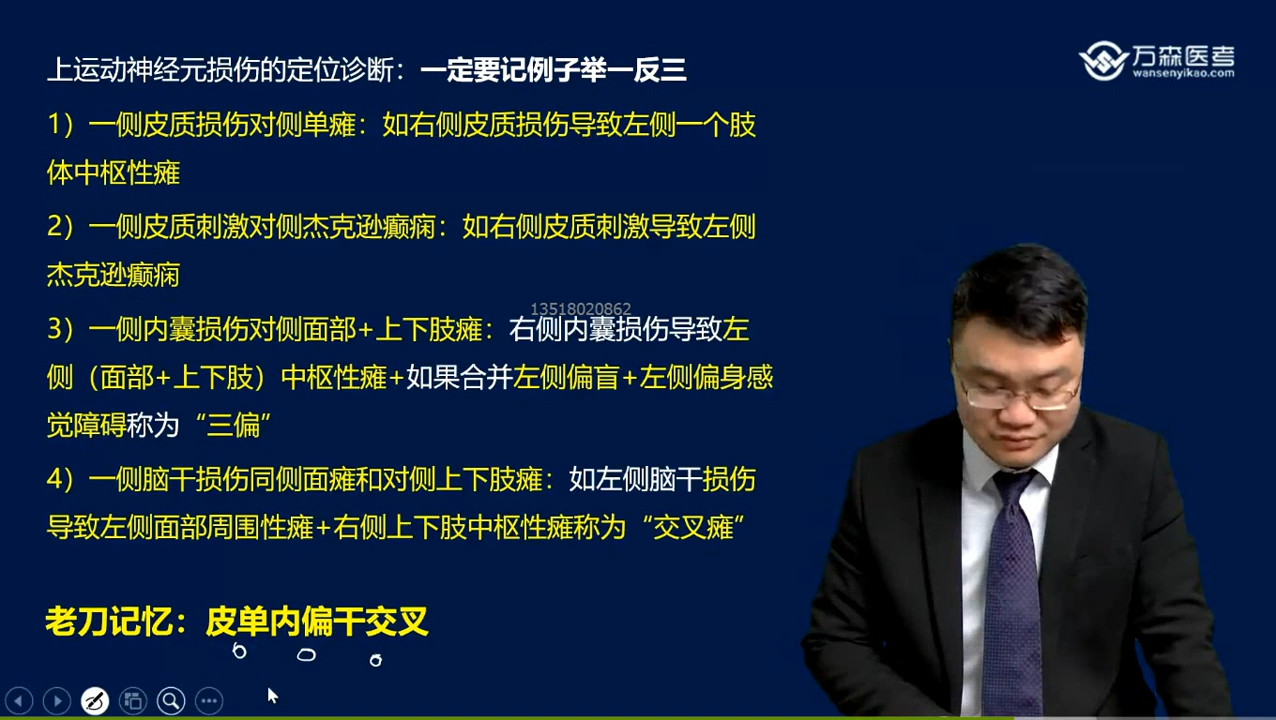 上运动神经元损伤的定位诊断：一定要记例子举一反三
万森医考
wansenyikao.com
1）一侧皮质损伤对侧单瘫：如右侧皮质损伤导致左侧一个肢
体中枢性瘫
2）一侧皮质刺激对侧杰克逊癫痫：如右侧皮质刺激导致左侧
杰克逊癫痫
13518020862
3）一侧内囊损伤对侧面部+上下肢瘫：右侧内囊损伤导致左
侧（面部+上下肢）中枢性瘫+如果合并左侧偏盲+左侧偏身感
觉障碍称为“三偏”
4）一侧脑干损伤同侧面瘫和对侧上下肢瘫：如左侧脑干损伤
导致左侧面部周围性瘫+右侧上下肢中枢性瘫称为“交叉瘫”
老刀记忆：皮单内偏干交叉